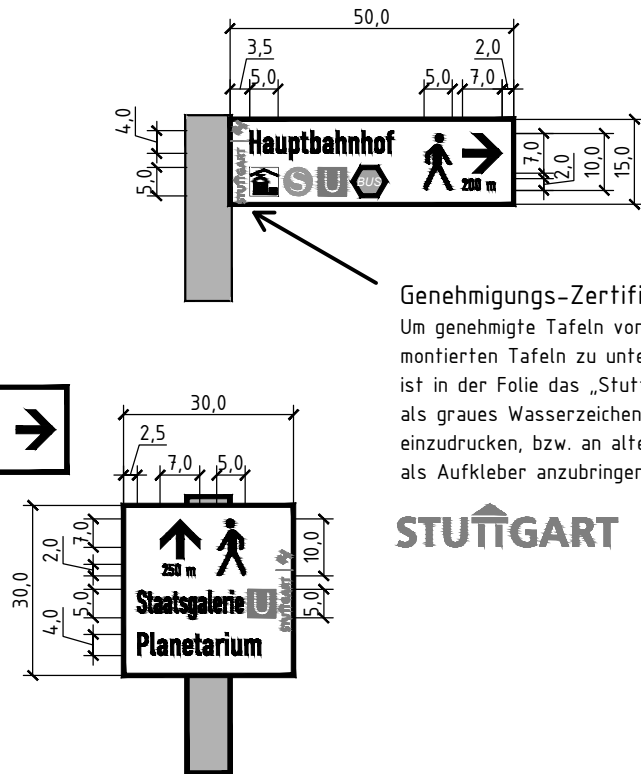 50,0
3,5
2,0
5,0
5,0
7,0
4,0
5,0
STUTTGART
Hauptbahnhof
S U BUS
200 m
7,0
2,0
10,0
15,0
Genehmigungs-Zertifi
Um genehmigte Tafeln vor
montierten Tafeln zu unte
ist in der Folie das „Stutt
als graues Wasserzeichen
einzudrucken, bzw. an alte
als Aufkleber anzubringen
STUTTGART
30,0
2,5
7,0
5,0
30,0
7,0
2,0
5,0
4,0
250 m
Staatsgalerie U
Planetarium
STUTTGART
10,0
5,0